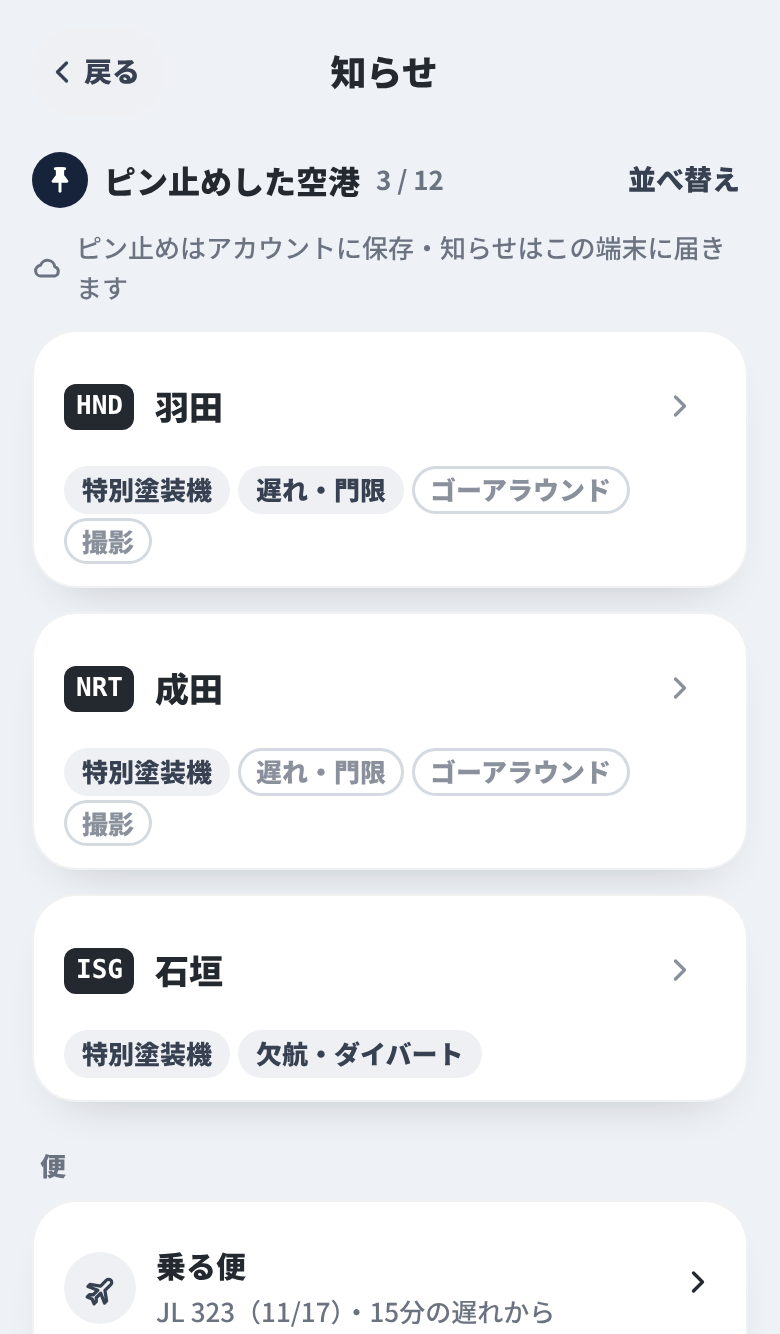 戻る
知らせ
ピン止めした空港 3 / 12 並べ替え
ピン止めはアカウントに保存・知らせはこの端末に届き
ます
HND 羽田
特別塗装機 遅れ・門限 ゴーアラウンド
撮影
NRT 成田
特別塗装機 遅れ・門限 ゴーアラウンド
撮影
ISG 石垣
特別塗装機 欠航・ダイバート
便
乗る便
JL 323（11/17）・15分の遅れから